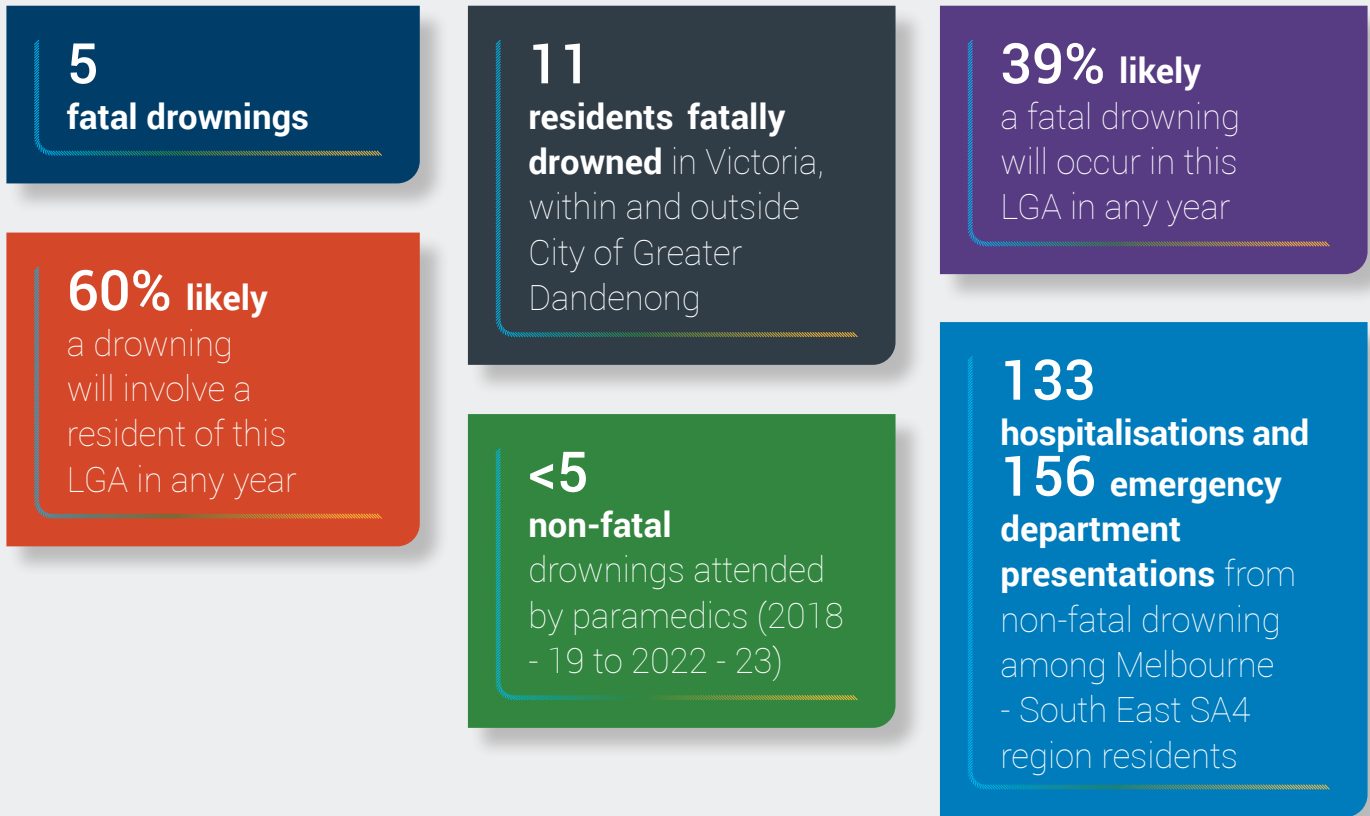 5
fatal drownings
60% likely
a drowning
will involve a
resident of this
LGA in any year
11
residents fatally
drowned in Victoria,
within and outside
City of Greater
Dandenong
<5
non-fatal
drownings attended
by paramedics (2018
- 19 to 2022 - 23)
39% likely
a fatal drowning
will occur in this
LGA in any year
133
hospitalisations and
156 emergency
department
presentations from
non-fatal drowning
among Melbourne
- South East SA4
region residents